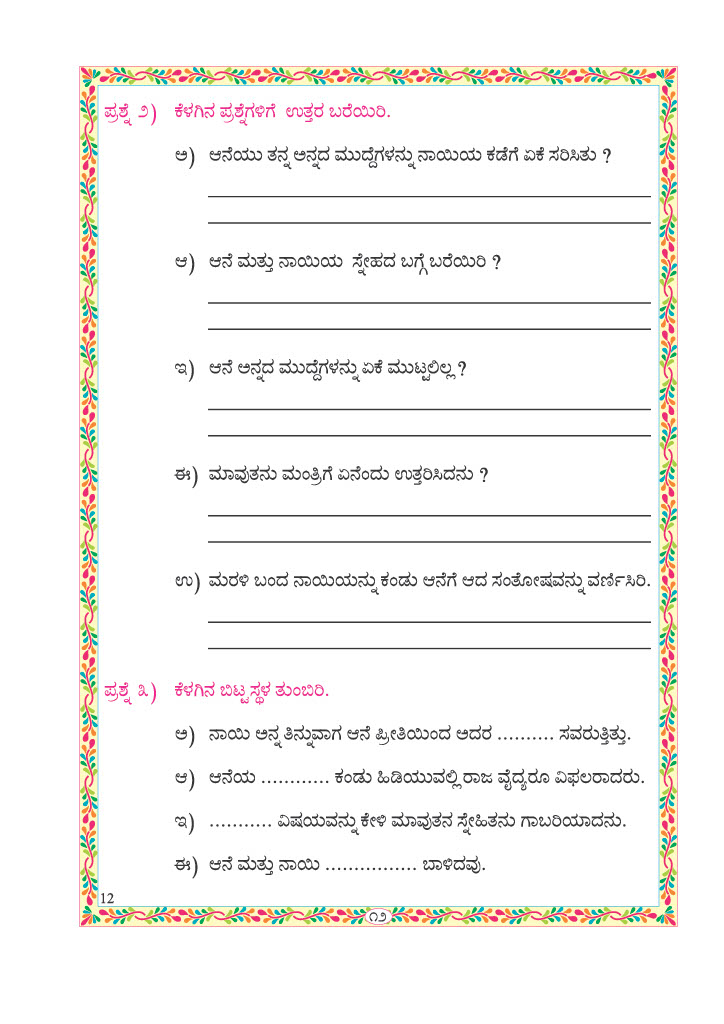 ಪ್ರಶ್ನೆ ೨) ಕೆಳಗಿನ ಪ್ರಶ್ನೆಗಳಿಗೆ ಉತ್ತರ ಬರೆಯಿರಿ.
ಅ) ಆನೆಯು ತನ್ನ ಅನ್ನದ ಮುದ್ದೆಗಳನ್ನು ನಾಯಿಯ ಕಡೆಗೆ ಏಕೆ ಸರಿಸಿತು ?
ಆ) ಆನೆ ಮತ್ತು ನಾಯಿಯ ಸ್ನೇಹದ ಬಗ್ಗೆ ಬರೆಯಿರಿ ?
ಇ) ಆನೆ ಅನ್ನದ ಮುದ್ದೆಗಳನ್ನು ಏಕೆ ಮುಟ್ಟಲಿಲ್ಲ ?
ಈ) ಮಾವುತನು ಮಂತ್ರಿಗೆ ಏನೆಂದು ಉತ್ತರಿಸಿದನು ?
ಉ) ಮರಳಿ ಬಂದ ನಾಯಿಯನ್ನು ಕಂಡು ಆನೆಗೆ ಆದ ಸಂತೋಷವನ್ನು ವರ್ಣಿಸಿರಿ.
ಪ್ರಶ್ನೆ ೩) ಕೆಳಗಿನ ಬಿಟ್ಟಸ್ಥಳ ತುಂಬಿರಿ.
ಅ) ನಾಯಿ ಅನ್ನ ತಿನ್ನುವಾಗ ಆನೆ ಪ್ರೀತಿಯಿಂದ ಅದರ .......... ಸವರುತ್ತಿತ್ತು.
ಆ) ಆನೆಯ ............ ಕಂಡು ಹಿಡಿಯುವಲ್ಲಿ ರಾಜ ವೈದ್ಯರೂ ವಿಫಲರಾದರು.
ಇ) ........... ವಿಷಯವನ್ನು ಕೇಳಿ ಮಾವುತನ ಸ್ನೇಹಿತನು ಗಾಬರಿಯಾದನು.
ಈ) ಆನೆ ಮತ್ತು ನಾಯಿ ................ ಬಾಳಿದವು.
12
೧೨